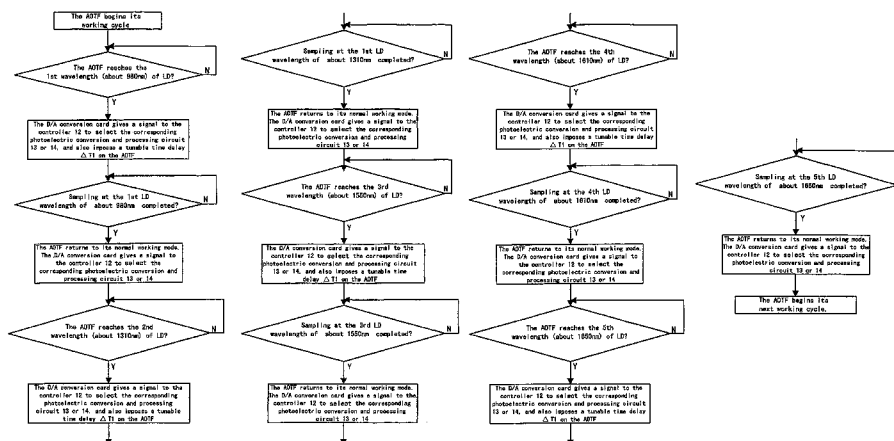 The AOTF begins its
working cycle
The AOTF reaches the
1st wavelength (about 980nm) of LD?
N
Y
The D/A conversion card gives a signal to the
controller 12 to select the corresponding
photoelectric conversion and processing circuit
13 or 14, and also impose a tunable time delay
△ T1 on the AOTF
Sampling at the 1st LD
wavelength of about 980nm completed?
N
Y
The AOTF returns to its normal working mode.
The D/A conversion card gives a signal to
the controller 12 to select the
corresponding photoelectric conversion and
processing circuit 13 or 14
The AOTF reaches the 2nd
wavelength (about 1310nm) of LD?
N
Y
The D/A conversion card gives a signal to the
controller 12 to select the corresponding
photoelectric conversion and processing
circuit 13 or 14, and also impose a tunable
time delay △ T1 on the AOTF
Sampling at the 1st LD
wavelength of about 1310nm completed?
N
Y
The AOTF returns to its normal working mode.
The D/A conversion card gives a signal to the
controller 12 to select the corresponding
photoelectric conversion and processing circuit
13 or 14
The AOTF reaches the 3rd
wavelength (about 1550nm) of LD?
N
Y
The D/A conversion card gives a signal to the
controller 12 to select the corresponding
photoelectric conversion and processing circuit
13 or 14, and also impose a tunable time
delay △ T1 on the AOTF
Sampling at the 3rd LD
wavelength of about 1550nm completed?
N
Y
The AOTF returns to its normal working mode.
The D/A conversion card gives a signal to the
controller 12 to select the corresponding
photoelectric conversion and processing circuit
13 or 14
The AOTF reaches the 4th
wavelength (about 1610nm) of LD?
N
Y
The D/A conversion card gives a signal to the
controller 12 to select the corresponding
photoelectric conversion and processing circuit
13 or 14, and also impose a tunable time delay
△ T1 on the AOTF
Sampling at the 4th LD
wavelength of about 1610nm completed?
N
Y
The AOTF returns to its normal working
mode. The D/A conversion card gives a
signal to the controller 12 to select the
corresponding photoelectric conversion and
processing circuit 13 or 14
The AOTF reaches the 5th
wavelength (about 1650nm) of LD?
N
Y
The D/A conversion card gives a signal to the
controller 12 to select the corresponding
photoelectric conversion and processing circuit
13 or 14, and also impose a tunable time delay
△ T1 on the AOTF
Sampling at the 5th LD
wavelength of about 1650nm completed?
N
Y
The AOTF returns to its normal working mode.
The D/A conversion card gives a signal to the
controller 12 to select the corresponding
photoelectric conversion and processing
circuit 13 or 14
The AOTF begins its
next working cycle.